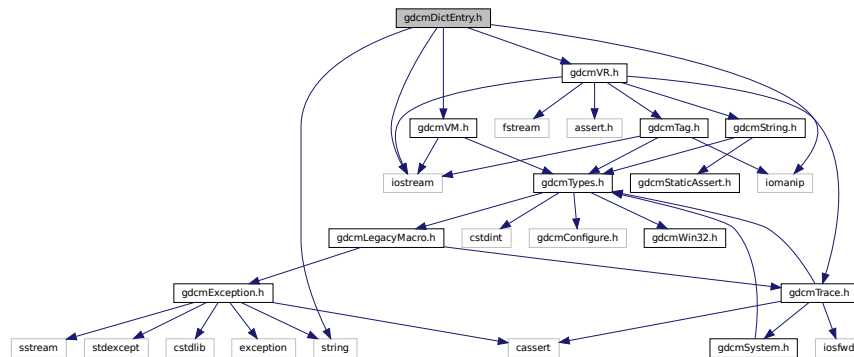 gdcmDictEntry.h
gdcmVR.h
gdcmVM.h
fstream
assert.h
gdcmTag.h
gdcmString.h
iostream
gdcmTypes.h
gdcmStaticAssert.h
iomanip
gdcmLegacyMacro.h
cstdint
gdcmConfigure.h
gdcmWin32.h
gdcmException.h
gdcmTrace.h
sstream
stdexcept
cstdlib
exception
string
cassert
gdcmSystem.h
iosfwd